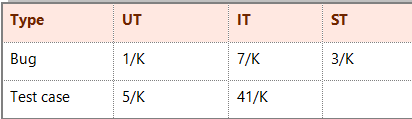 Type UT IT ST
Bug 1/K 7/K 3/K
Test case 5/K 41/K